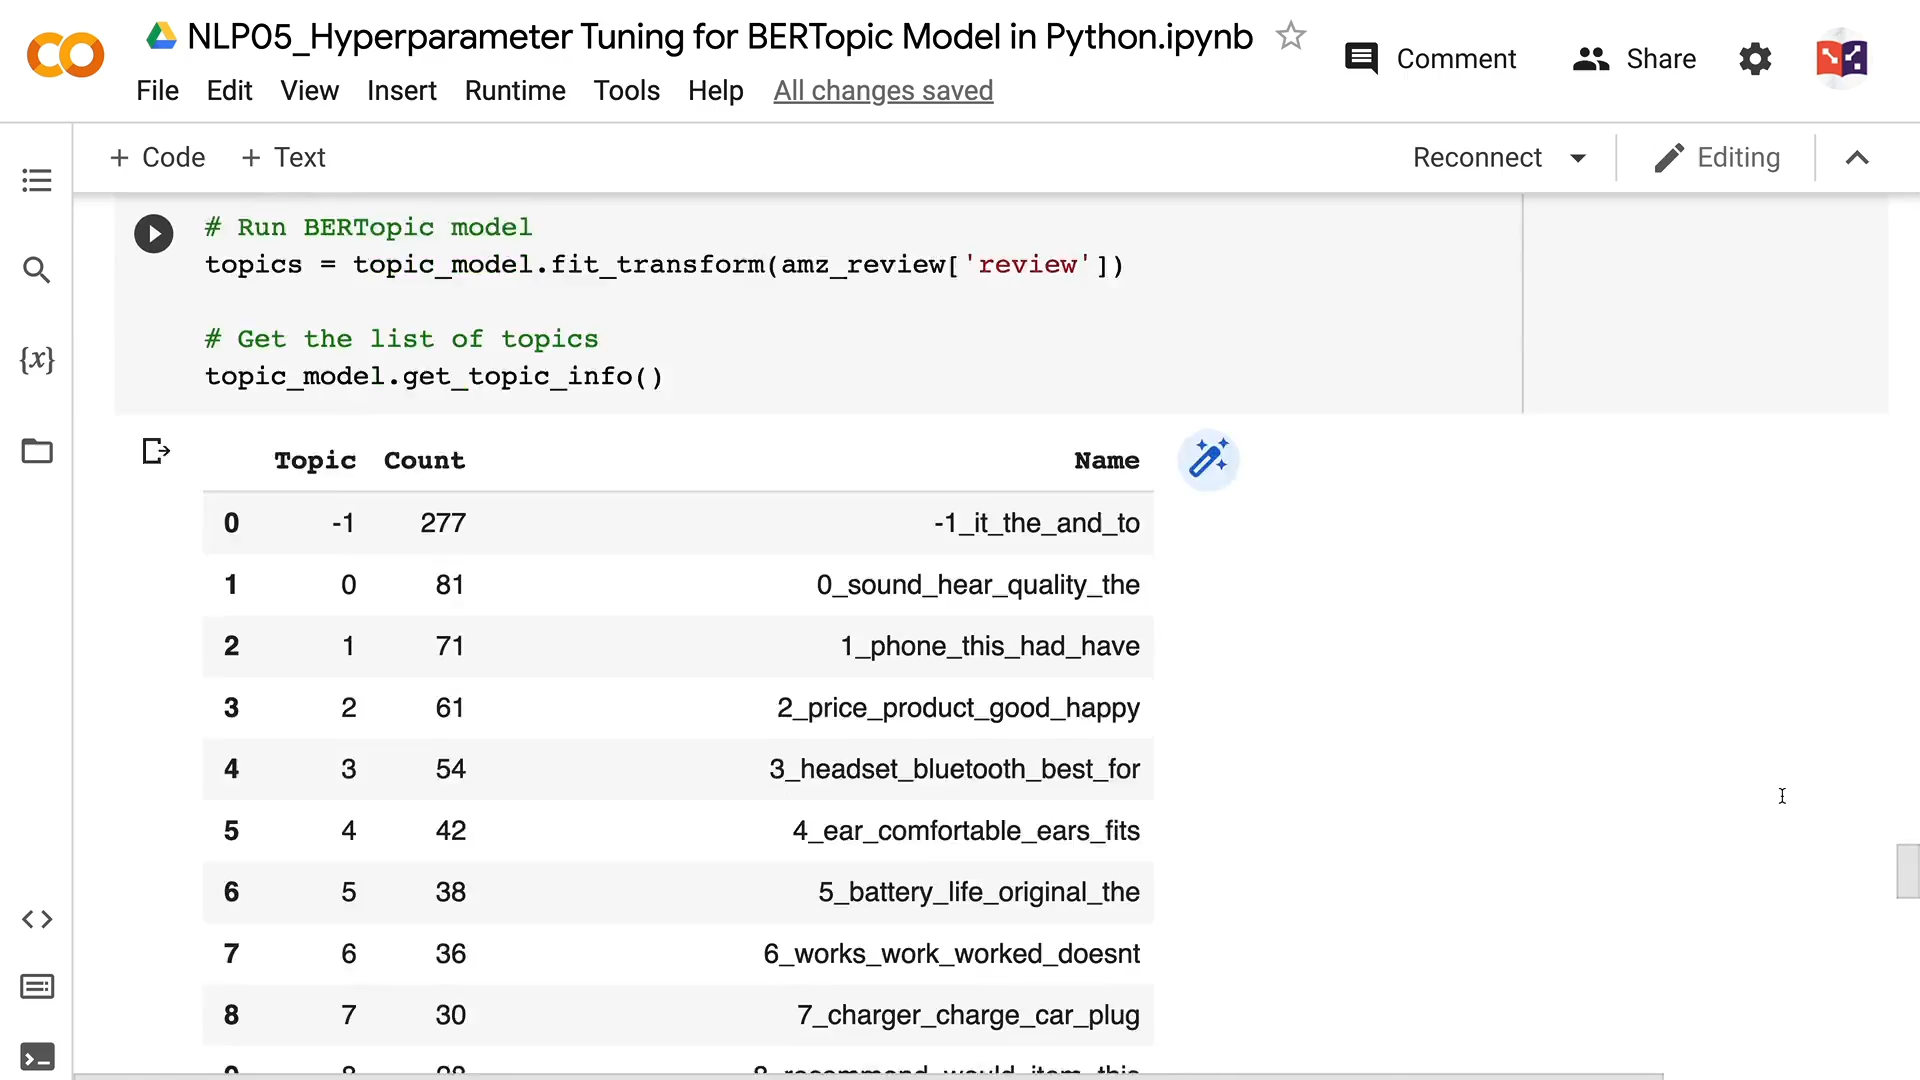 NLP05_Hyperparameter Tuning for BERTopic Model in Python.ipynb
Comment
Share
File Edit View Insert Runtime Tools Help All changes saved
+ Code + Text
Reconnect
Editing
{x}
# Run BERTopic model
topics = topic_model.fit_transform(amz_review['review'])
# Get the list of topics
topic_model.get_topic_info()
Topic Count Name
0 -1 277 -1_it_the_and_to
1 0 81 0_sound_hear_quality_the
2 1 71 1_phone_this_had_have
3 2 61 2_price_product_good_happy
4 3 54 3_headset_bluetooth_best_for
5 4 42 4_ear_comfortable_ears_fits
6 5 38 5_battery_life_original_the
7 6 36 6_works_work_worked_doesnt
8 7 30 7_charger_charge_car_plug
9 8 28 8_recommend_would_item_this